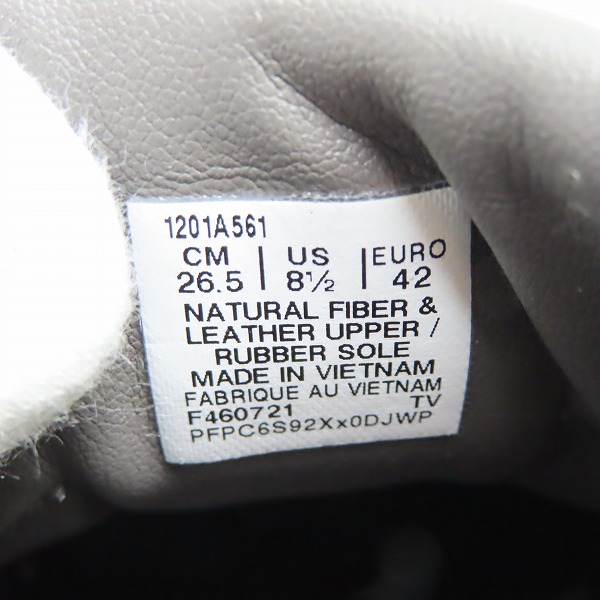 1201A561
CM | US | EURO
26.5 | 8½ | 42
NATURAL FIBER &
LEATHER UPPER /
RUBBER SOLE
MADE IN VIETNAM
FABRIQUE AU VIETNAM
F460721 TV
PFPC6S92Xx0DJWP